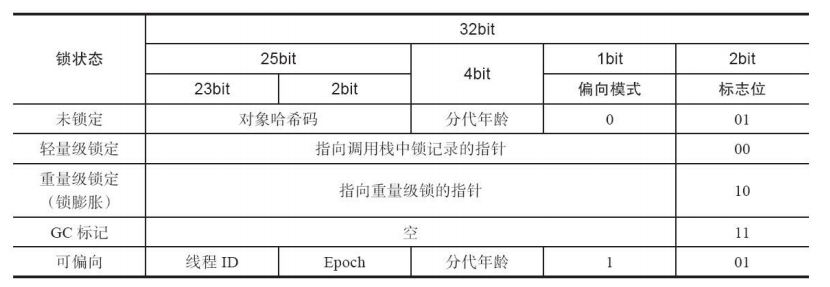 锁状态 32bit
25bit 4bit 1bit 2bit
23bit 2bit 偏向模式 标志位
未锁定 对象哈希码 分代年龄 0 01
轻量级锁定 指向调用栈中锁记录的指针 00
重量级锁定
（锁膨胀） 指向重量级锁的指针 10
GC 标记 空 11
可偏向 线程 ID Epoch 分代年龄 1 01